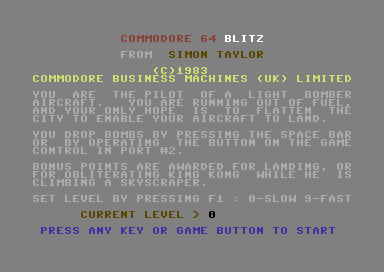 COMMODORE 64 BLITZ
FROM SIMON TAYLOR
(C)1983
COMMODORE BUSINESS MACHINES (UK) LIMITED
YOU ARE THE PILOT OF A LIGHT BOMBER
AIRCRAFT. YOU ARE RUNNING OUT OF FUEL,
AND YOUR ONLY HOPE IS TO FLATTEN THE
CITY TO ENABLE YOUR AIRCRAFT TO LAND.
YOU DROP BOMBS BY PRESSING THE SPACE BAR
OR BY OPERATING THE BUTTON ON THE GAME
CONTROL IN PORT #2.
BONUS POINTS ARE AWARDED FOR LANDING, OR
FOR OBLITERATING KING KONG WHILE HE IS
CLIMBING A SKYSCRAPER.
SET LEVEL BY PRESSING F1 : 0-SLOW 9-FAST
CURRENT LEVEL > 0
PRESS ANY KEY OR GAME BUTTON TO START